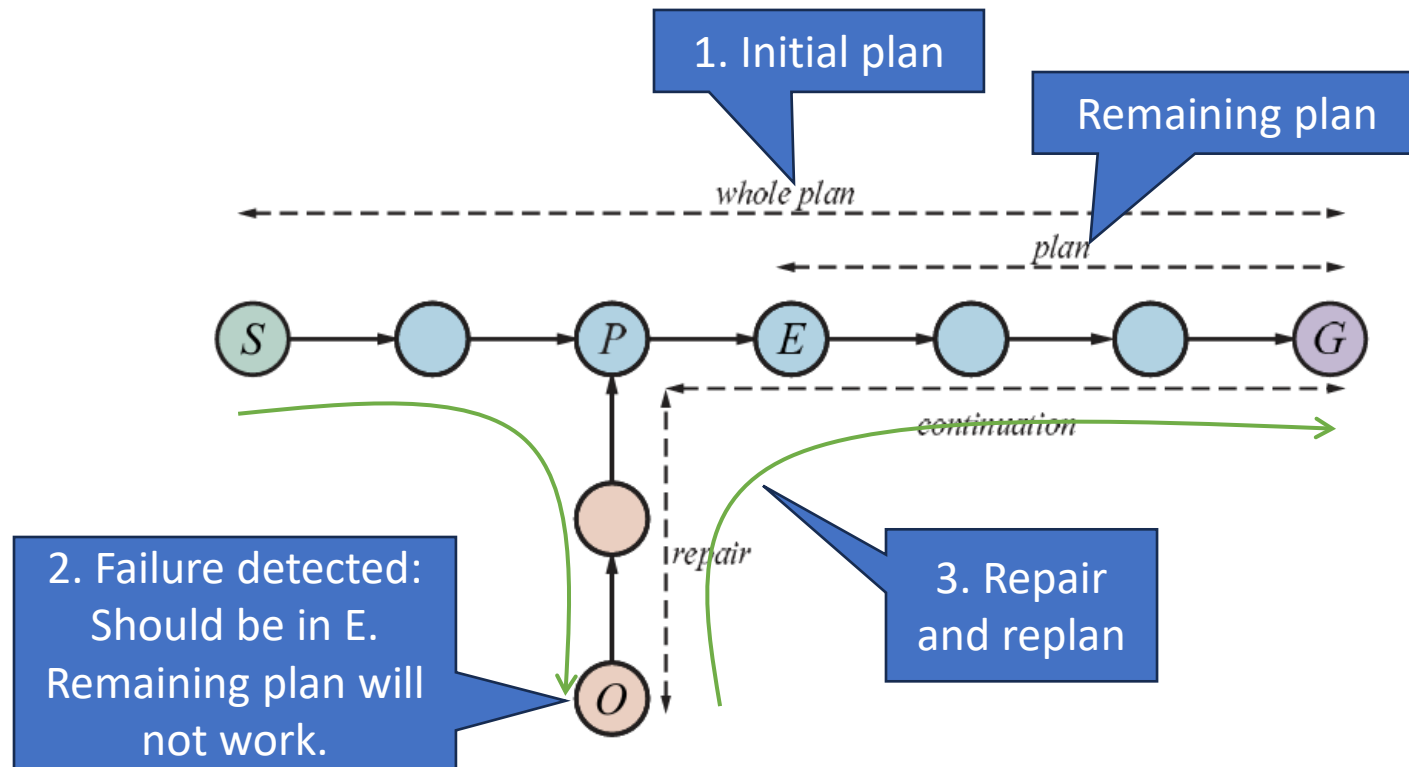 1. Initial plan
Remaining plan
whole plan
plan
S
P
E
G
continuation
repair
2. Failure detected:
Should be in E.
Remaining plan will
not work.
3. Repair
and replan
O